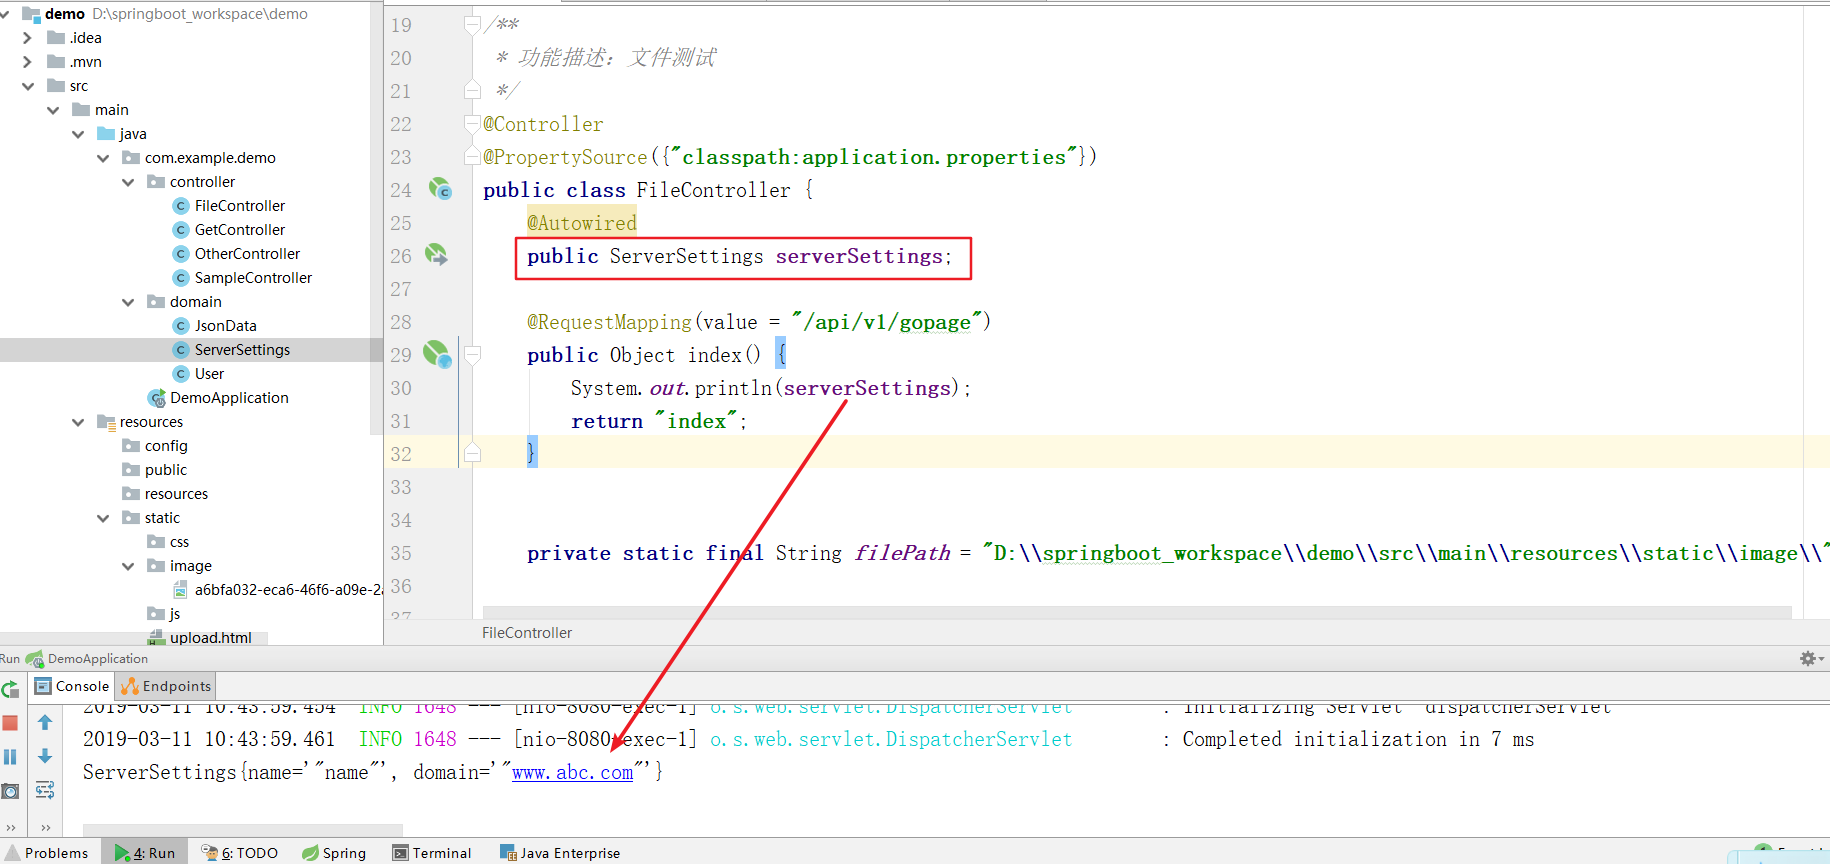 demo D:\springboot_workspace\demo
.idea
.mvn
src
main
java
com.example.demo
controller
FileController
GetController
OtherController
SampleController
domain
JsonData
ServerSettings
User
DemoApplication
resources
config
public
resources
static
css
image
a6bfa032-eca6-46f6-a09e-2a
js
upload.html
19 /**
20 * 功能描述：文件测试
21 */
22 @Controller
23 @PropertySource({"classpath:application.properties"})
24 public class FileController {
25 @Autowired
26 public ServerSettings serverSettings;
27
28 @RequestMapping(value = "/api/v1/gopage")
29 public Object index() {
30 System.out.println(serverSettings);
31 return "index";
32 }
33
34
35 private static final String filePath = "D:\\springboot_workspace\\demo\\src\\main\\resources\\static\\image\\"
36
37
FileController
Run DemoApplication
Console Endpoints
2019-03-11 10:43:59.454 INFO 1648 --- [nio-8080-exec-1] o.s.web.servlet.DispatcherServlet : Initializing Servlet 'dispatcherServlet'
2019-03-11 10:43:59.461 INFO 1648 --- [nio-8080-exec-1] o.s.web.servlet.DispatcherServlet : Completed initialization in 7 ms
ServerSettings{name='"name"', domain='"www.abc.com"'}
Problems 4: Run 6: TODO Spring Terminal Java Enterprise